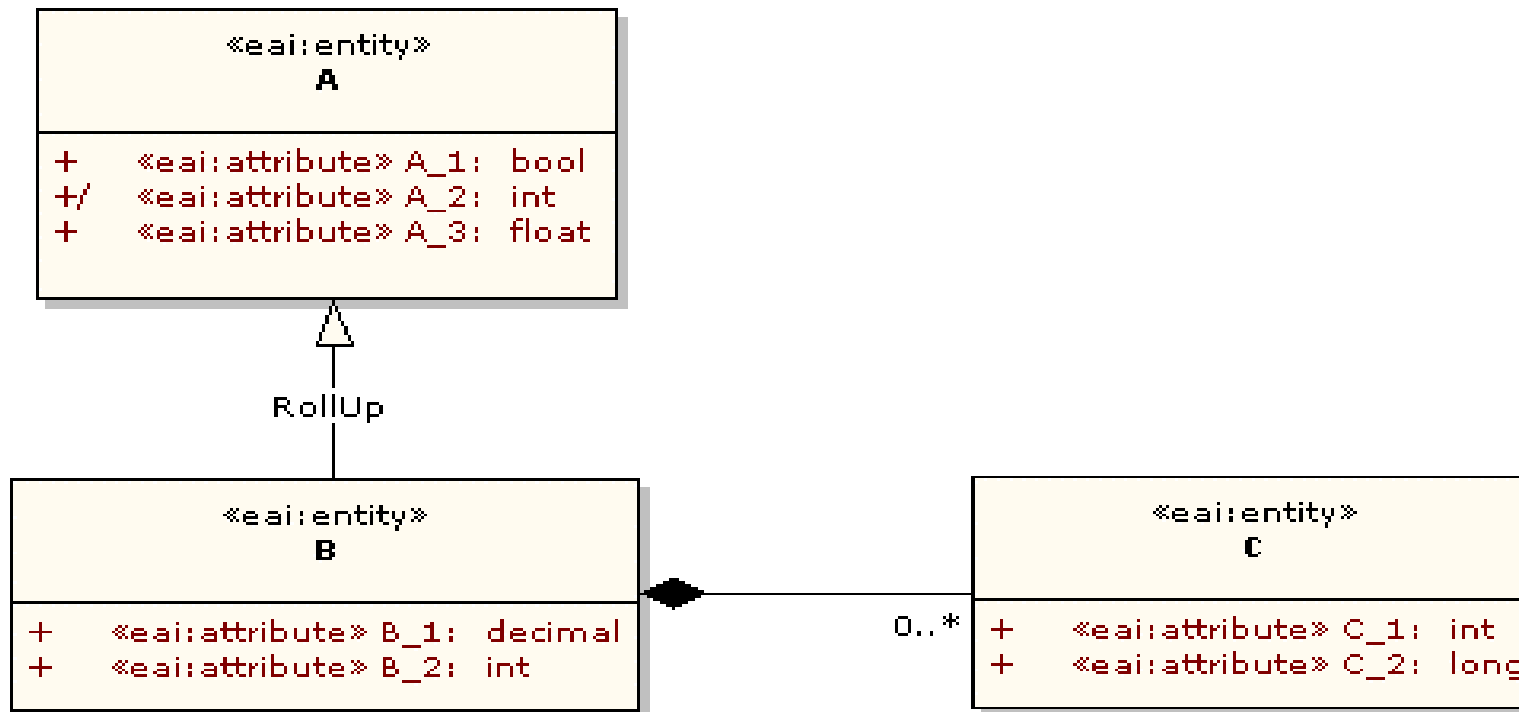 «eai:entity»
A
+ «eai:attribute» A_1: bool
+/ «eai:attribute» A_2: int
+ «eai:attribute» A_3: float
RollUp
«eai:entity»
B
+ «eai:attribute» B_1: decimal
+ «eai:attribute» B_2: int
0..*
«eai:entity»
C
+ «eai:attribute» C_1: int
+ «eai:attribute» C_2: long